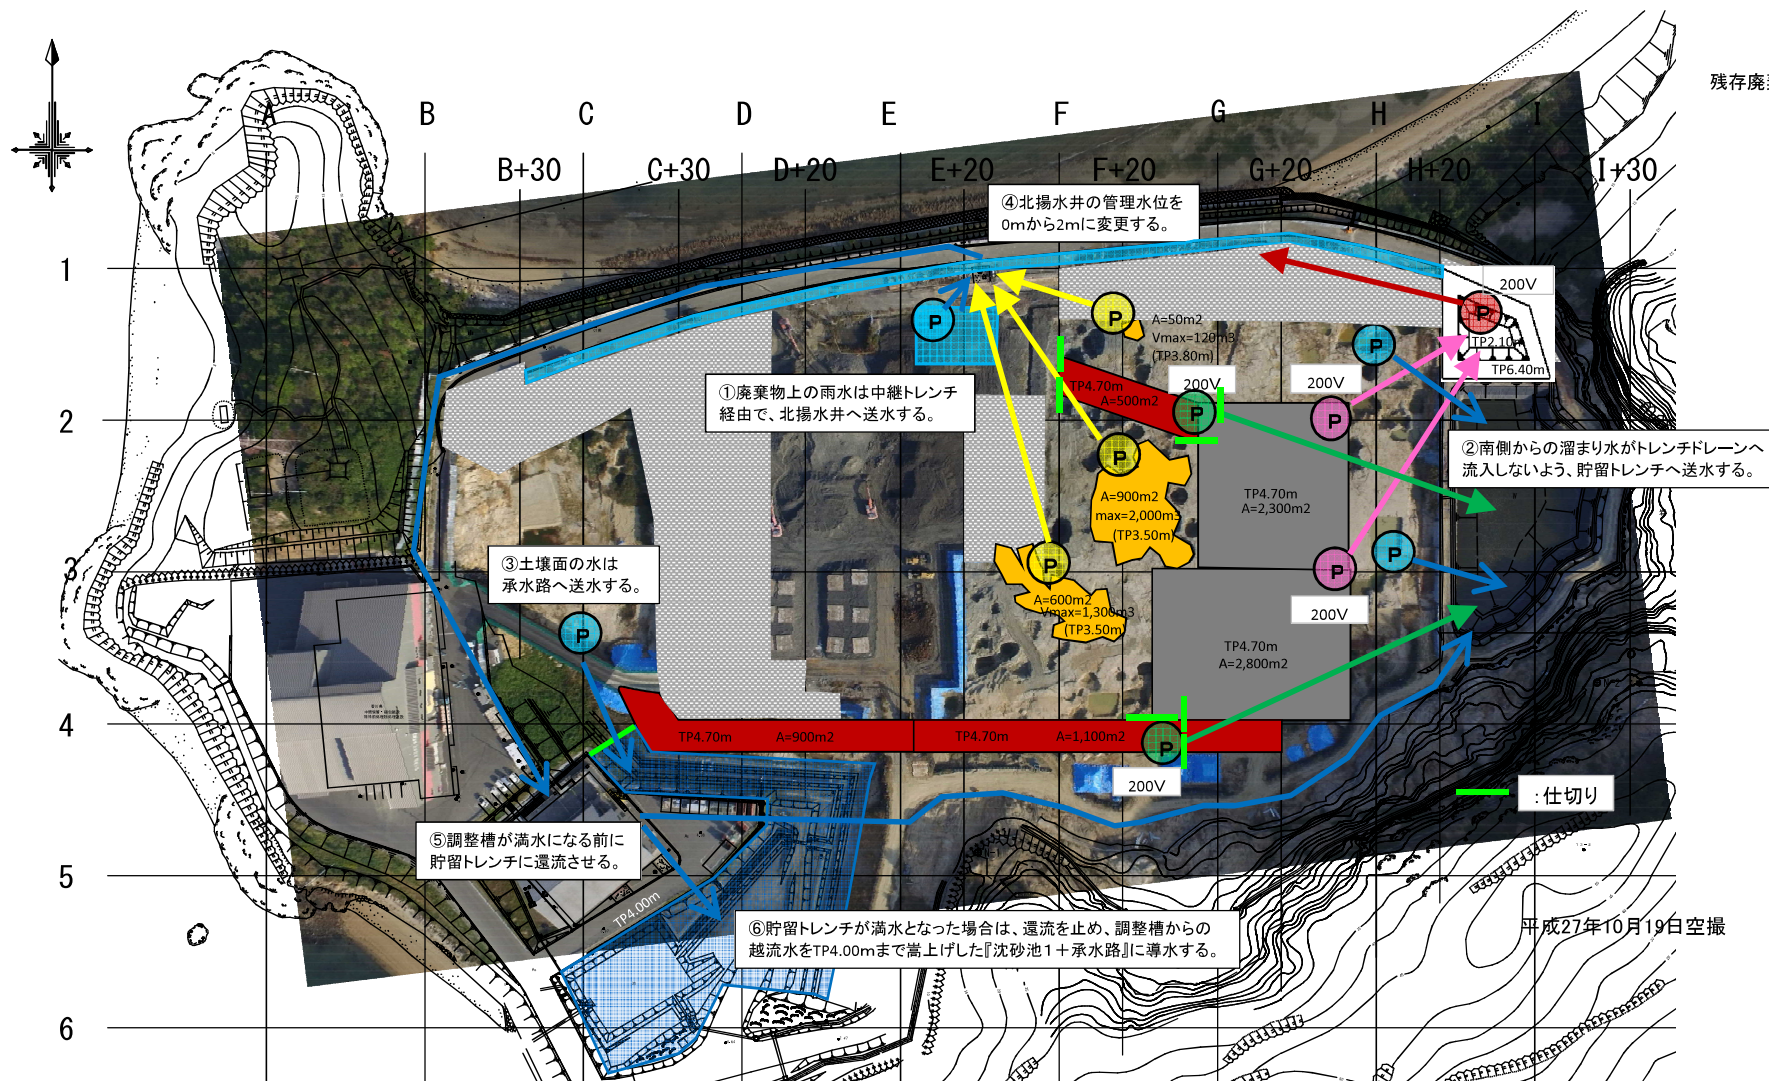 残存廃
A
B
C
D
E
F
G
H
I
B+30
C+30
D+20
E+20
F+20
G+20
H+20
I+30
④北揚水井の管理水位を
0mから2mに変更する。
1
200V
P
P
P
A=50m2
Vmax=120m3
(TP3.80m)
P
TP2.10m
TP6.40m
①廃棄物上の雨水は中継トレンチ
経由で、北揚水井へ送水する。
TP4.70m
A=500m2
200V
200V
P
P
2
②南側からの溜まり水がトレンチドレーンへ
流入しないよう、貯留トレンチへ送水する。
P
A=900m2
max=2,000m3
(TP3.50m)
TP4.70m
A=2,300m2
3
③土壌面の水は
承水路へ送水する。
P
P
P
A=600m2
Vmax=1,300m3
(TP3.50m)
200V
P
TP4.70m
A=2,800m2
4
TP4.70m
A=900m2
TP4.70m
A=1,100m2
P
200V
:仕切り
⑤調整槽が満水になる前に
貯留トレンチに還流させる。
5
TP4.00m
⑥貯留トレンチが満水となった場合は、還流を止め、調整槽からの
越流水をTP4.00mまで嵩上げした『沈砂池1＋承水路』に導水する。
平成27年10月19日空撮
6